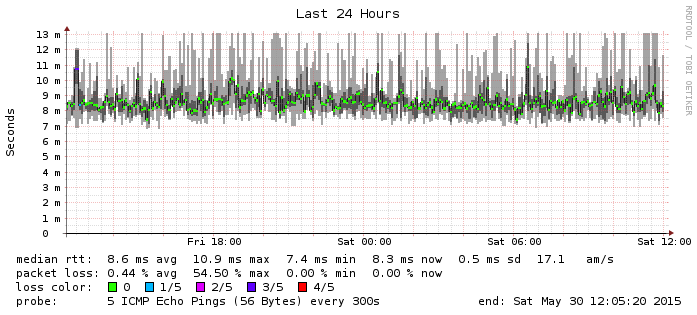 Last 24 Hours
RRDTOOL / TOBI OETIKER
Seconds
13 m
12 m
11 m
10 m
9 m
8 m
7 m
6 m
5 m
4 m
3 m
2 m
1 m
0
Fri 18:00 Sat 00:00 Sat 06:00 Sat 12:00
median rtt: 8.6 ms avg 10.9 ms max 7.4 ms min 8.3 ms now 0.5 ms sd 17.1 am/s
packet loss: 0.44 % avg 54.50 % max 0.00 % min 0.00 % now
loss color: 0 1/5 2/5 3/5 4/5
probe: 5 ICMP Echo Pings (56 Bytes) every 300s end: Sat May 30 12:05:20 2015